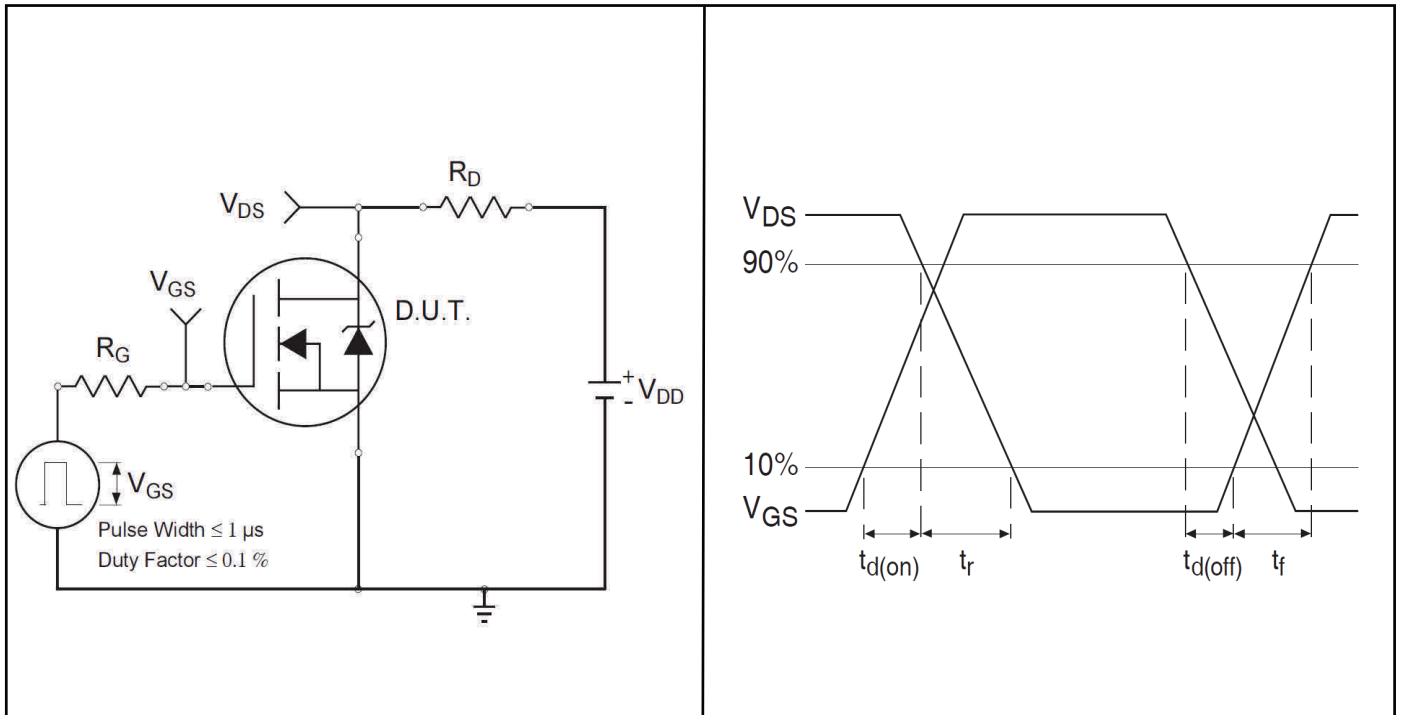 RD
VDS
VGS
D.U.T.
RG
+
VDD
-
VGS
Pulse Width ≤ 1 µs
Duty Factor ≤ 0.1 %
VDS
90%
10%
VGS
td(on)
tr
td(off)
tf